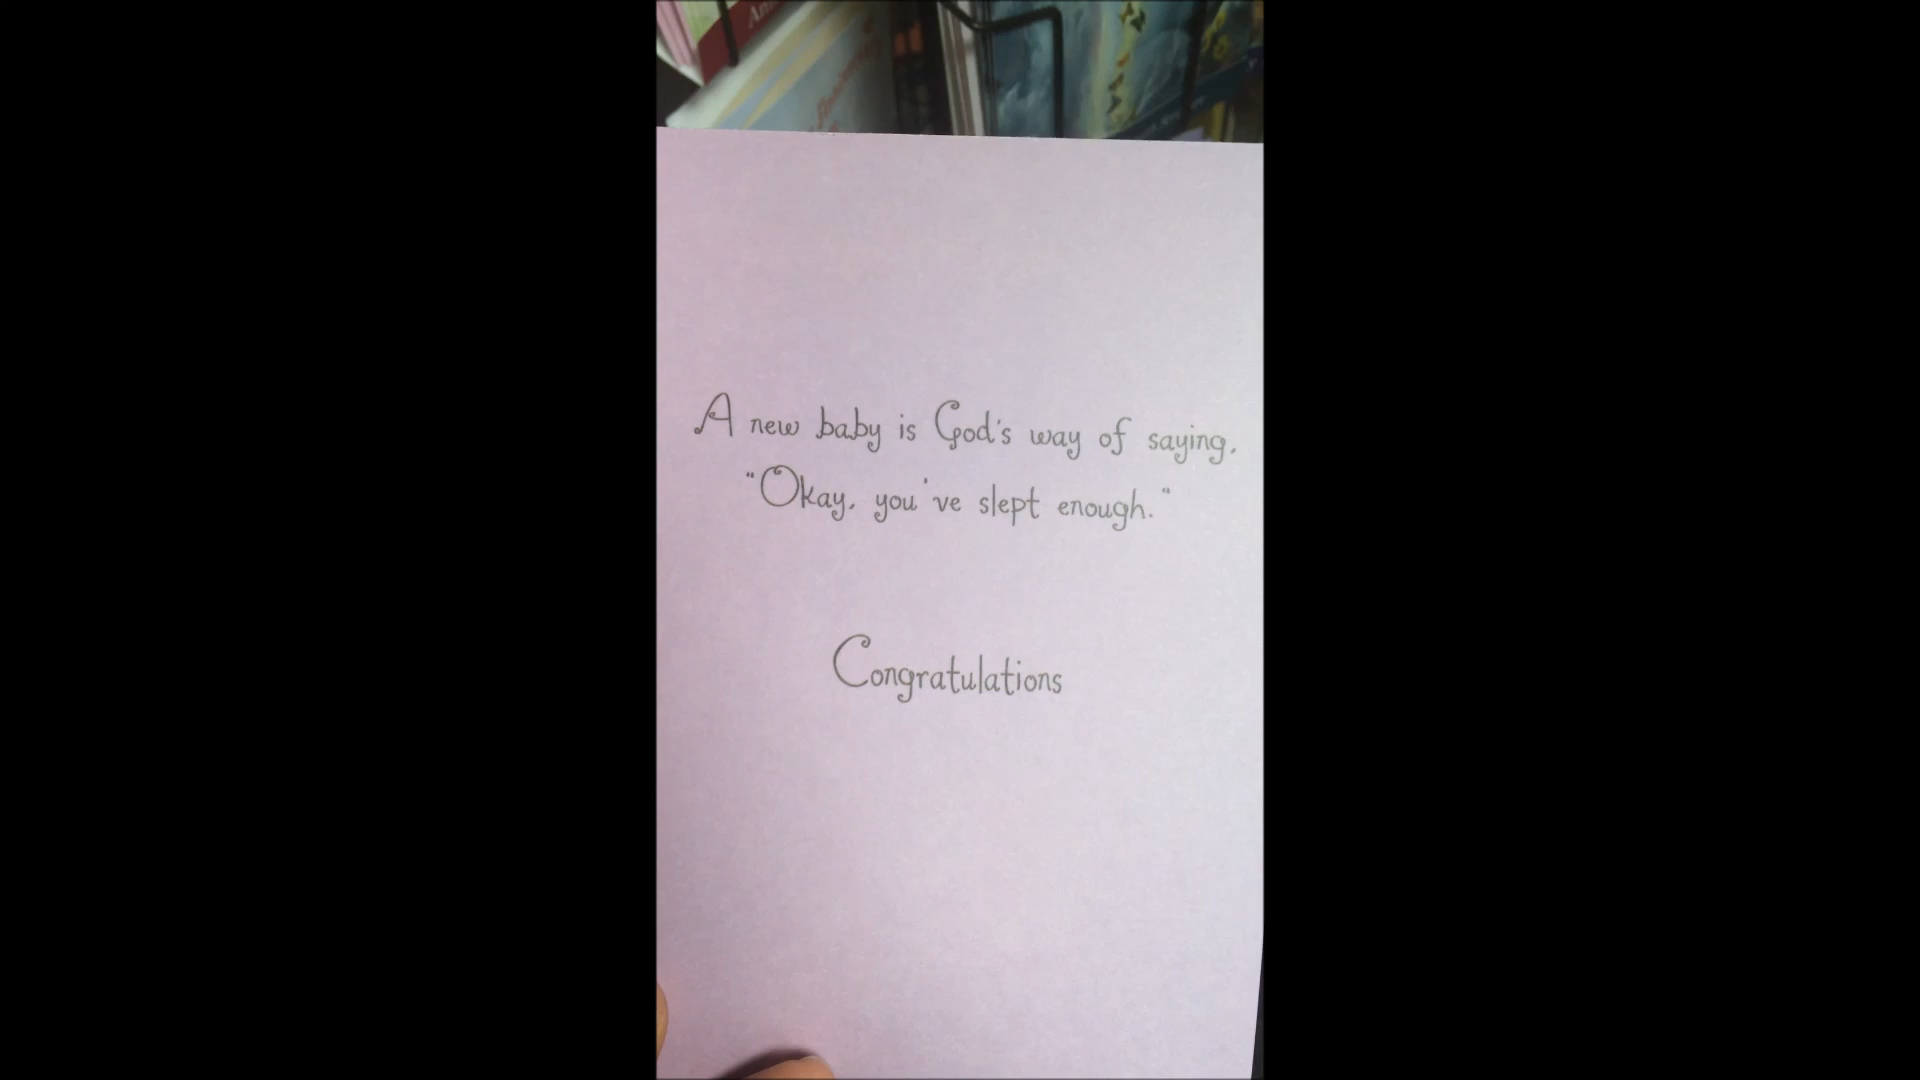 A new baby is God's way of saying,
"Okay, you've slept enough."
Congratulations